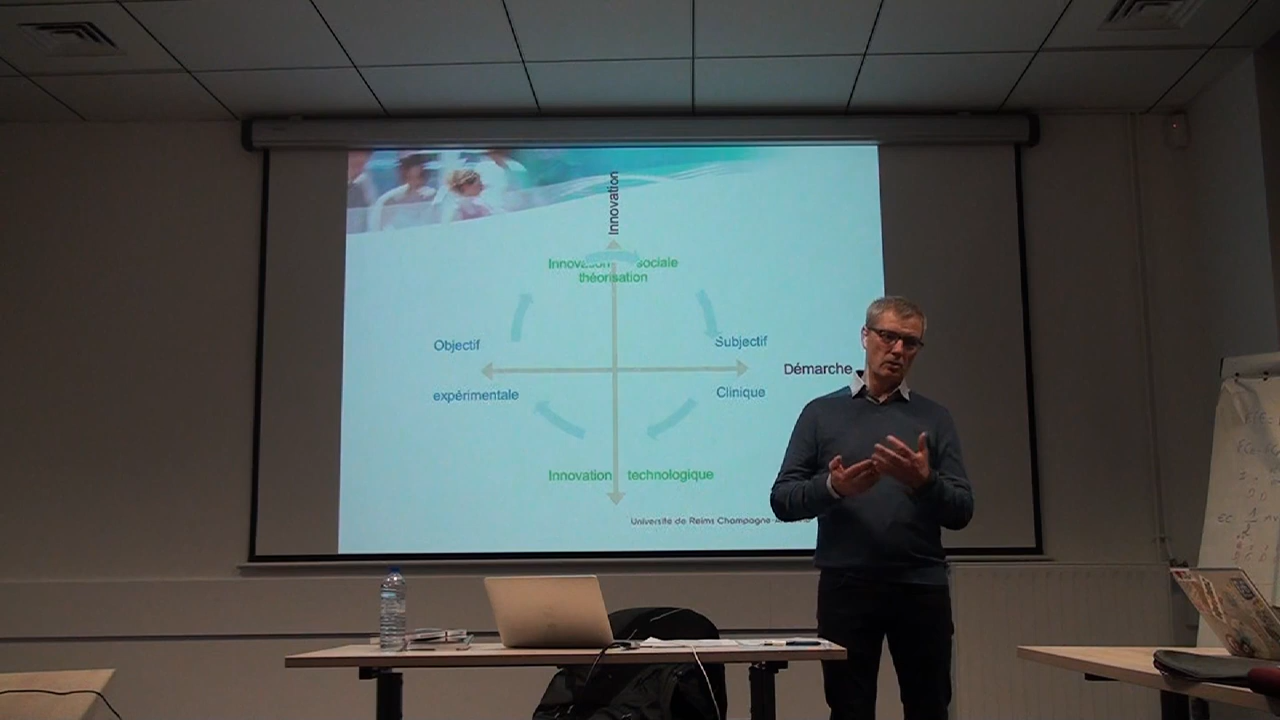 Innovation
Innovation sociale
théorisation
Objectif
Subjectif
Démarche
expérimentale
Clinique
Innovation technologique
Université de Reims Champagne